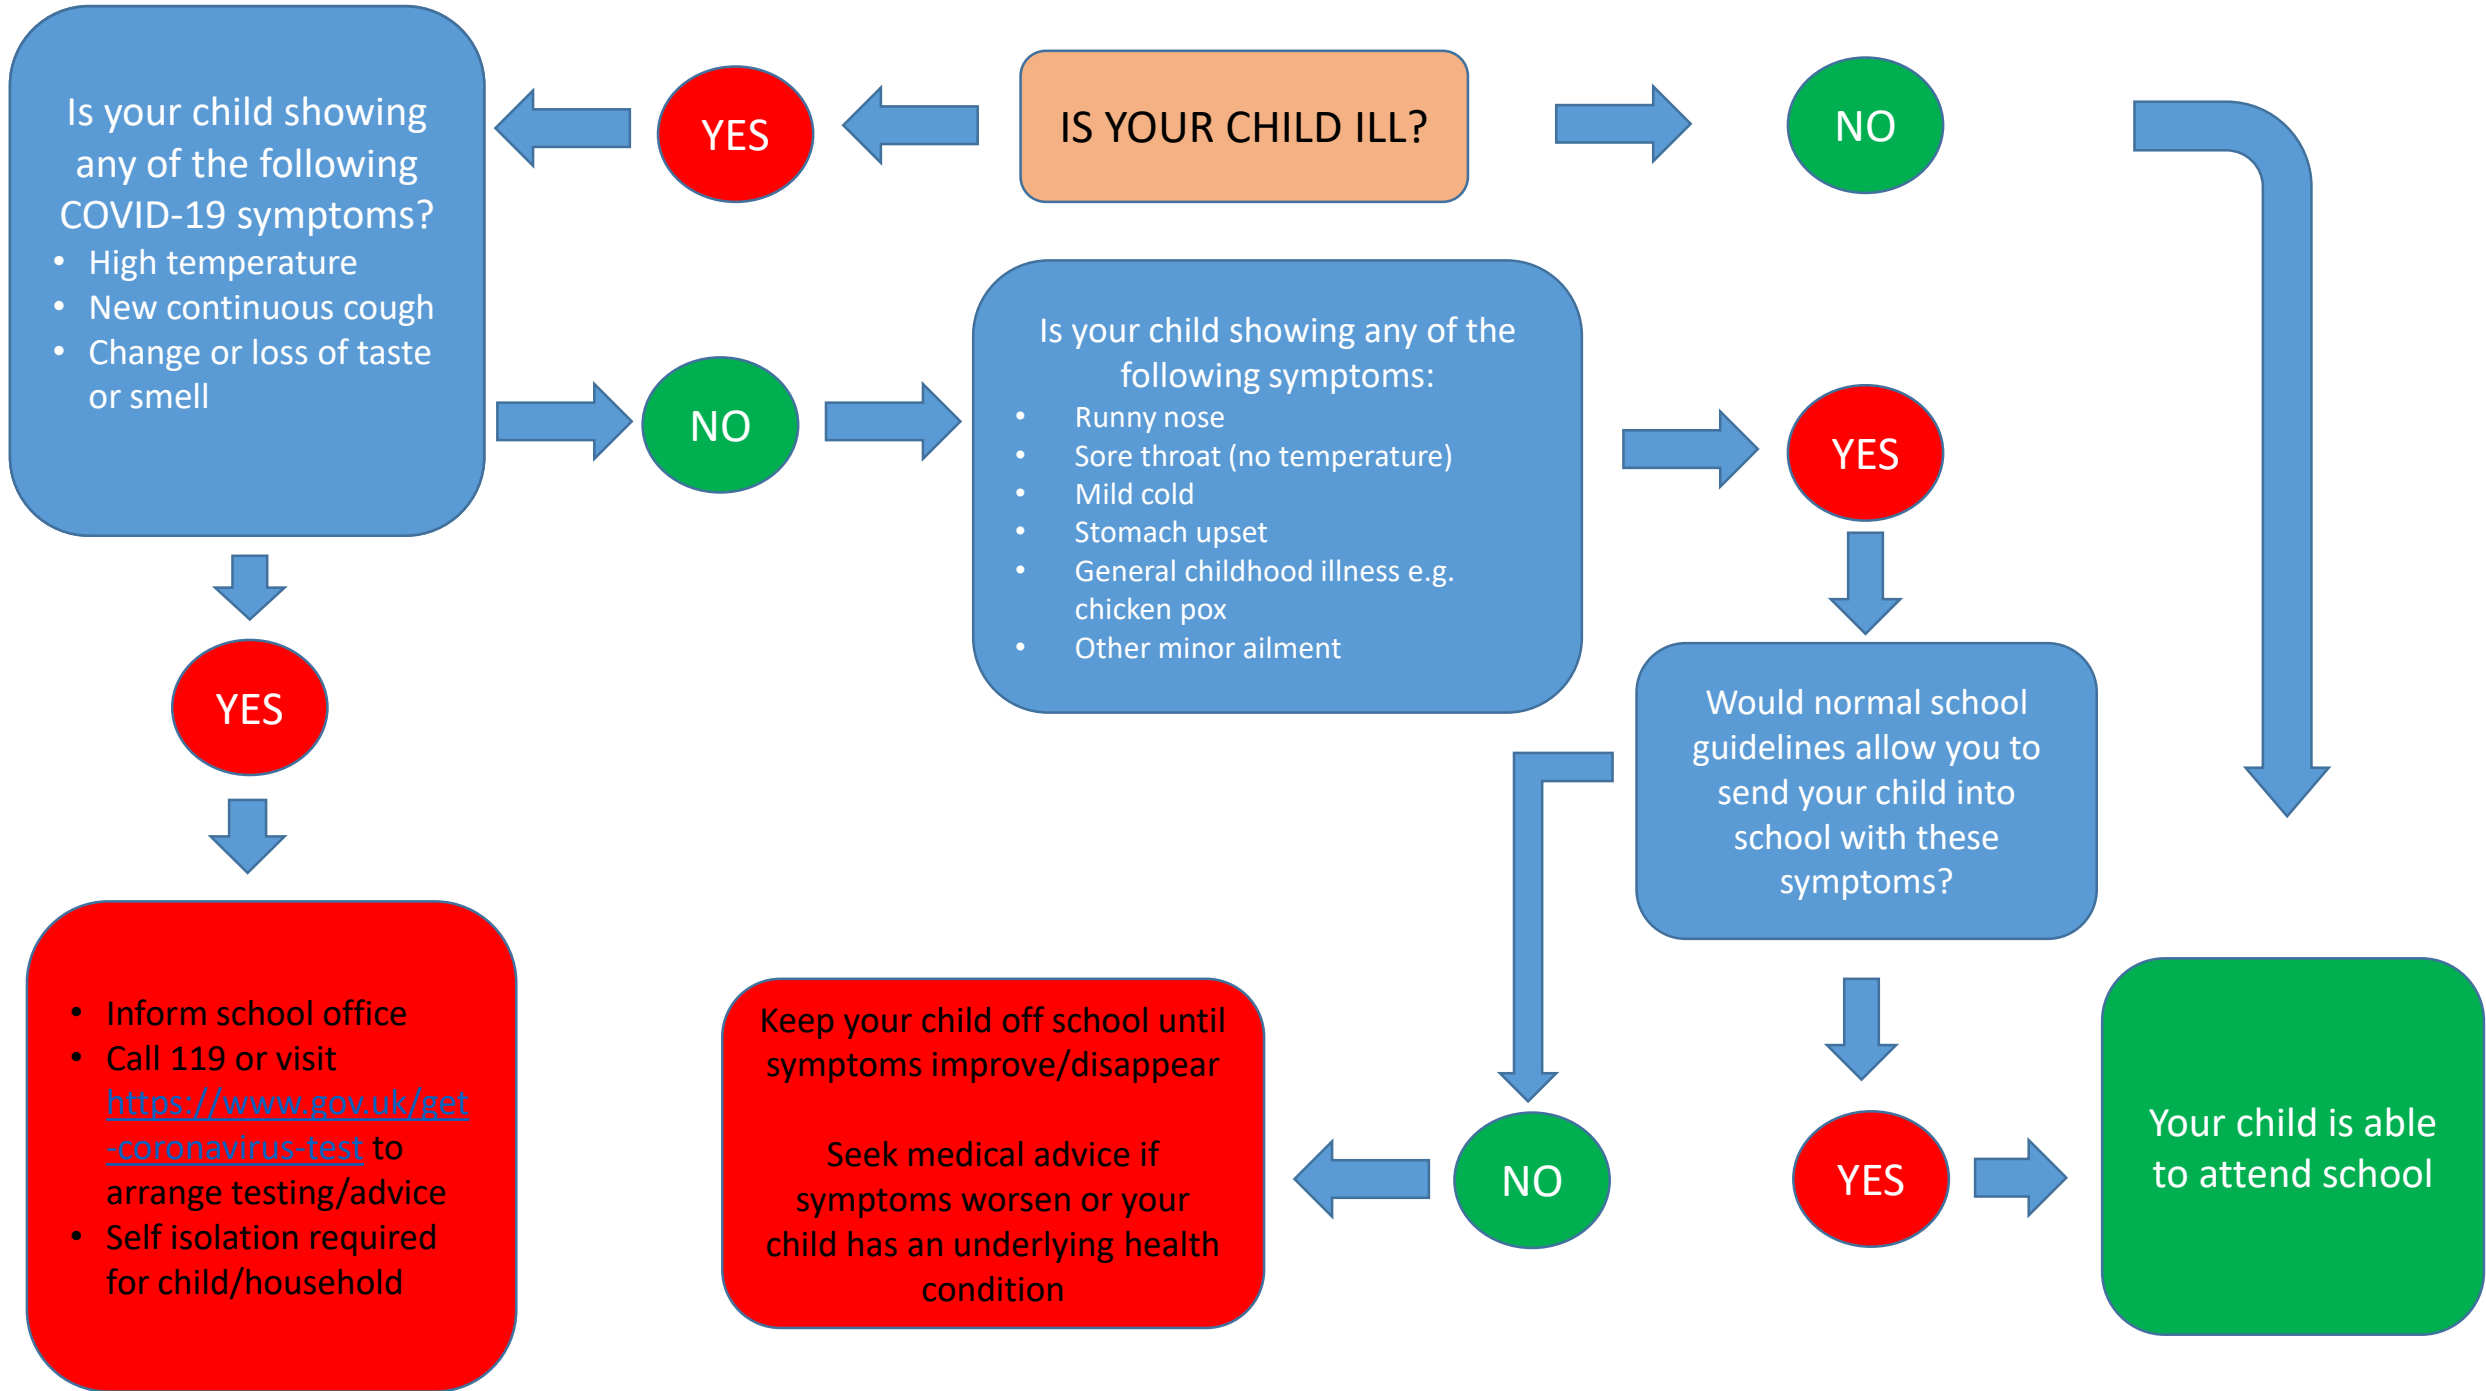 IS YOUR CHILD ILL?
YES
NO
Is your child showing
any of the following
COVID-19 symptoms?
• High temperature
• New continuous cough
• Change or loss of taste
or smell
NO
Is your child showing any of the
following symptoms:
• Runny nose
• Sore throat (no temperature)
• Mild cold
• Stomach upset
• General childhood illness e.g.
chicken pox
• Other minor ailment
YES
YES
Would normal school
guidelines allow you to
send your child into
school with these
symptoms?
• Inform school office
• Call 119 or visit
https://www.gov.uk/get
-coronavirus-test to
arrange testing/advice
• Self isolation required
for child/household
Keep your child off school until
symptoms improve/disappear
Seek medical advice if
symptoms worsen or your
child has an underlying health
condition
NO
YES
Your child is able
to attend school